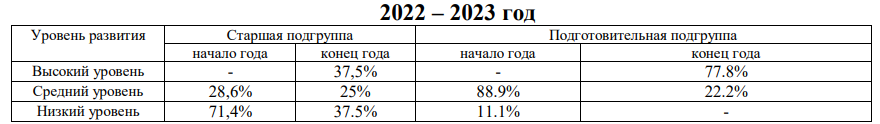 2022 – 2023 год
Уровень развития Старшая подгруппа Подготовительная подгруппа
начало года конец года начало года конец года
Высокий уровень - 37,5% - 77.8%
Средний уровень 28,6% 25% 88.9% 22.2%
Низкий уровень 71,4% 37.5% 11.1% -